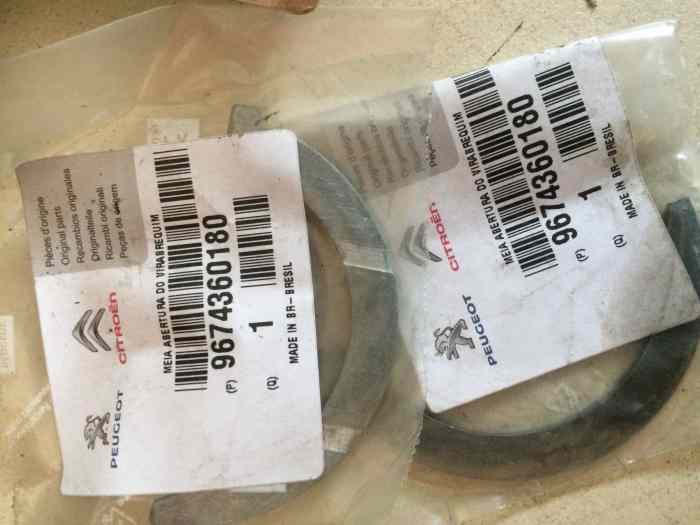 Pièces d'origine
Original parts
Recambios originales
Originalteile
Ricambi originali
Peças de origem
PEUGEOT
CITROËN
MEIA ABERTURA DO VIRABREQUIM
(P) 9674360180
(Q) 1
MADE IN BR-BRESIL
PEUGEOT
CITROËN
MEIA ABERTURA DO VIRABREQUIM
(P) 9674360180
(Q) 1
MADE IN BR-BRESIL